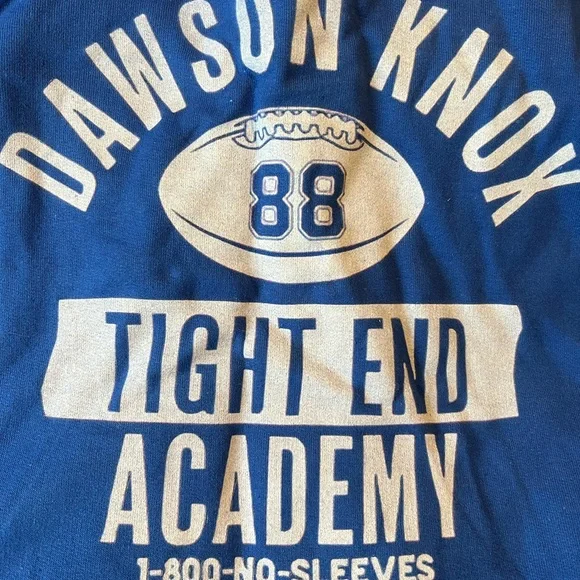 DAWSON KNOX
88
TIGHT END
ACADEMY
1-800-NO-SLEEVES